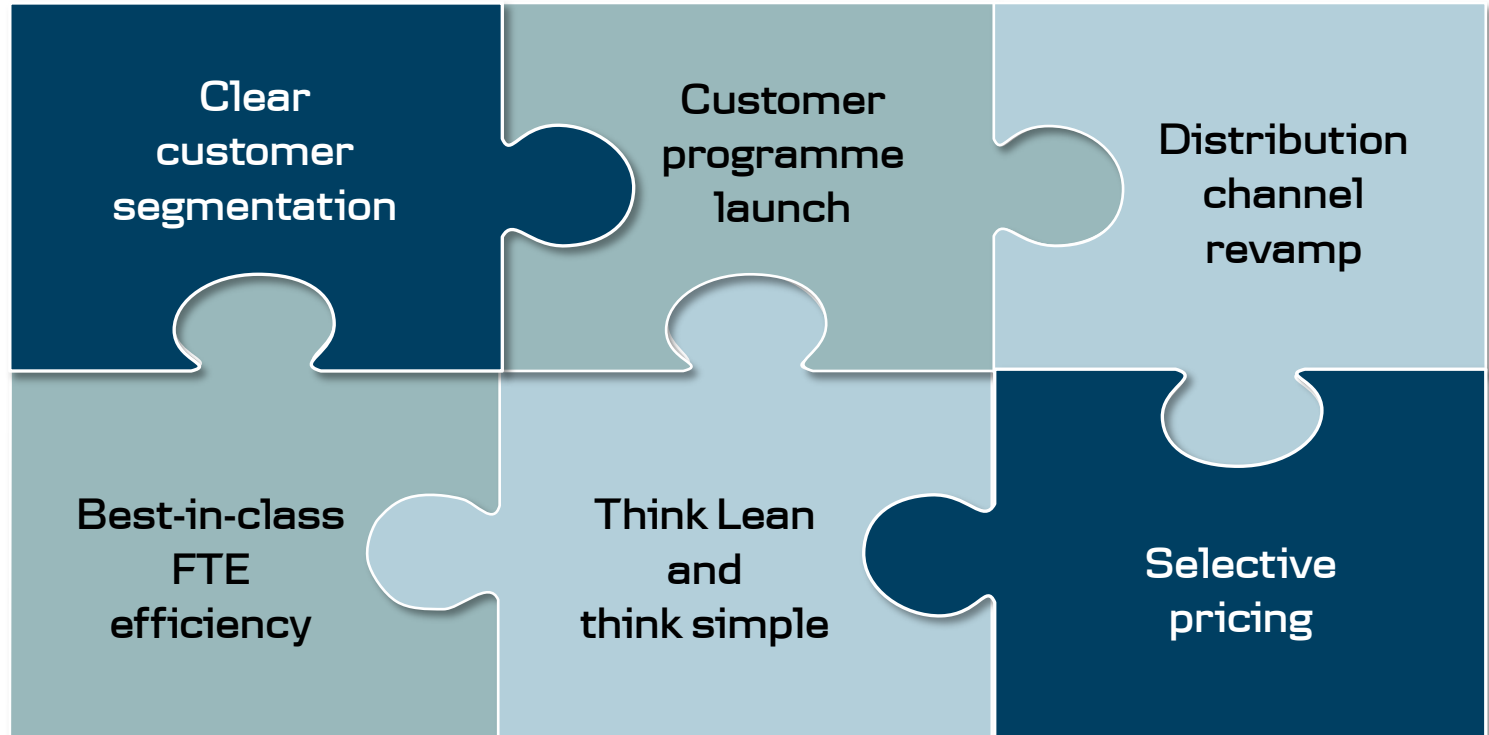 Clear
customer
segmentation
Customer
programme
launch
Distribution
channel
revamp
Best-in-class
FTE
efficiency
Think Lean
and
think simple
Selective
pricing